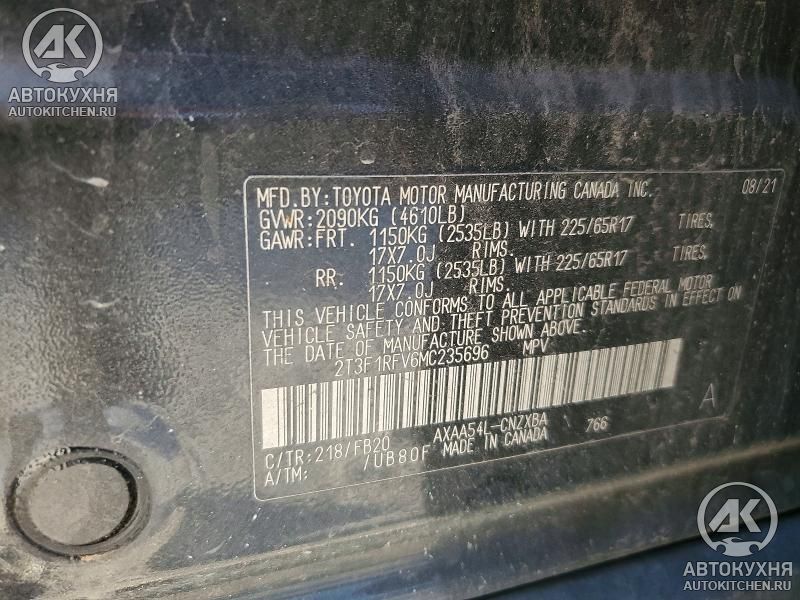 АК
АВТОКУХНЯ
AUTOKITCHEN.RU
MFD.BY:TOYOTA MOTOR MANUFACTURING CANADA INC. 08/21
GVWR:2090KG (4610LB)
GAWR:FRT. 1150KG (2535LB) WITH 225/65R17 TIRES,
17X7.0J RIMS.
RR. 1150KG (2535LB) WITH 225/65R17 TIRES,
17X7.0J RIMS.
THIS VEHICLE CONFORMS TO ALL APPLICABLE FEDERAL MOTOR
VEHICLE SAFETY AND THEFT PREVENTION STANDARDS IN EFFECT ON
THE DATE OF MANUFACTURE SHOWN ABOVE.
2T3F1RFV6MC235696 MPV
A
C/TR:218/FB20 AXAA54L-CNZXBA 766
A/TM: /UB80F MADE IN CANADA
АК
АВТОКУХНЯ
AUTOKITCHEN.RU